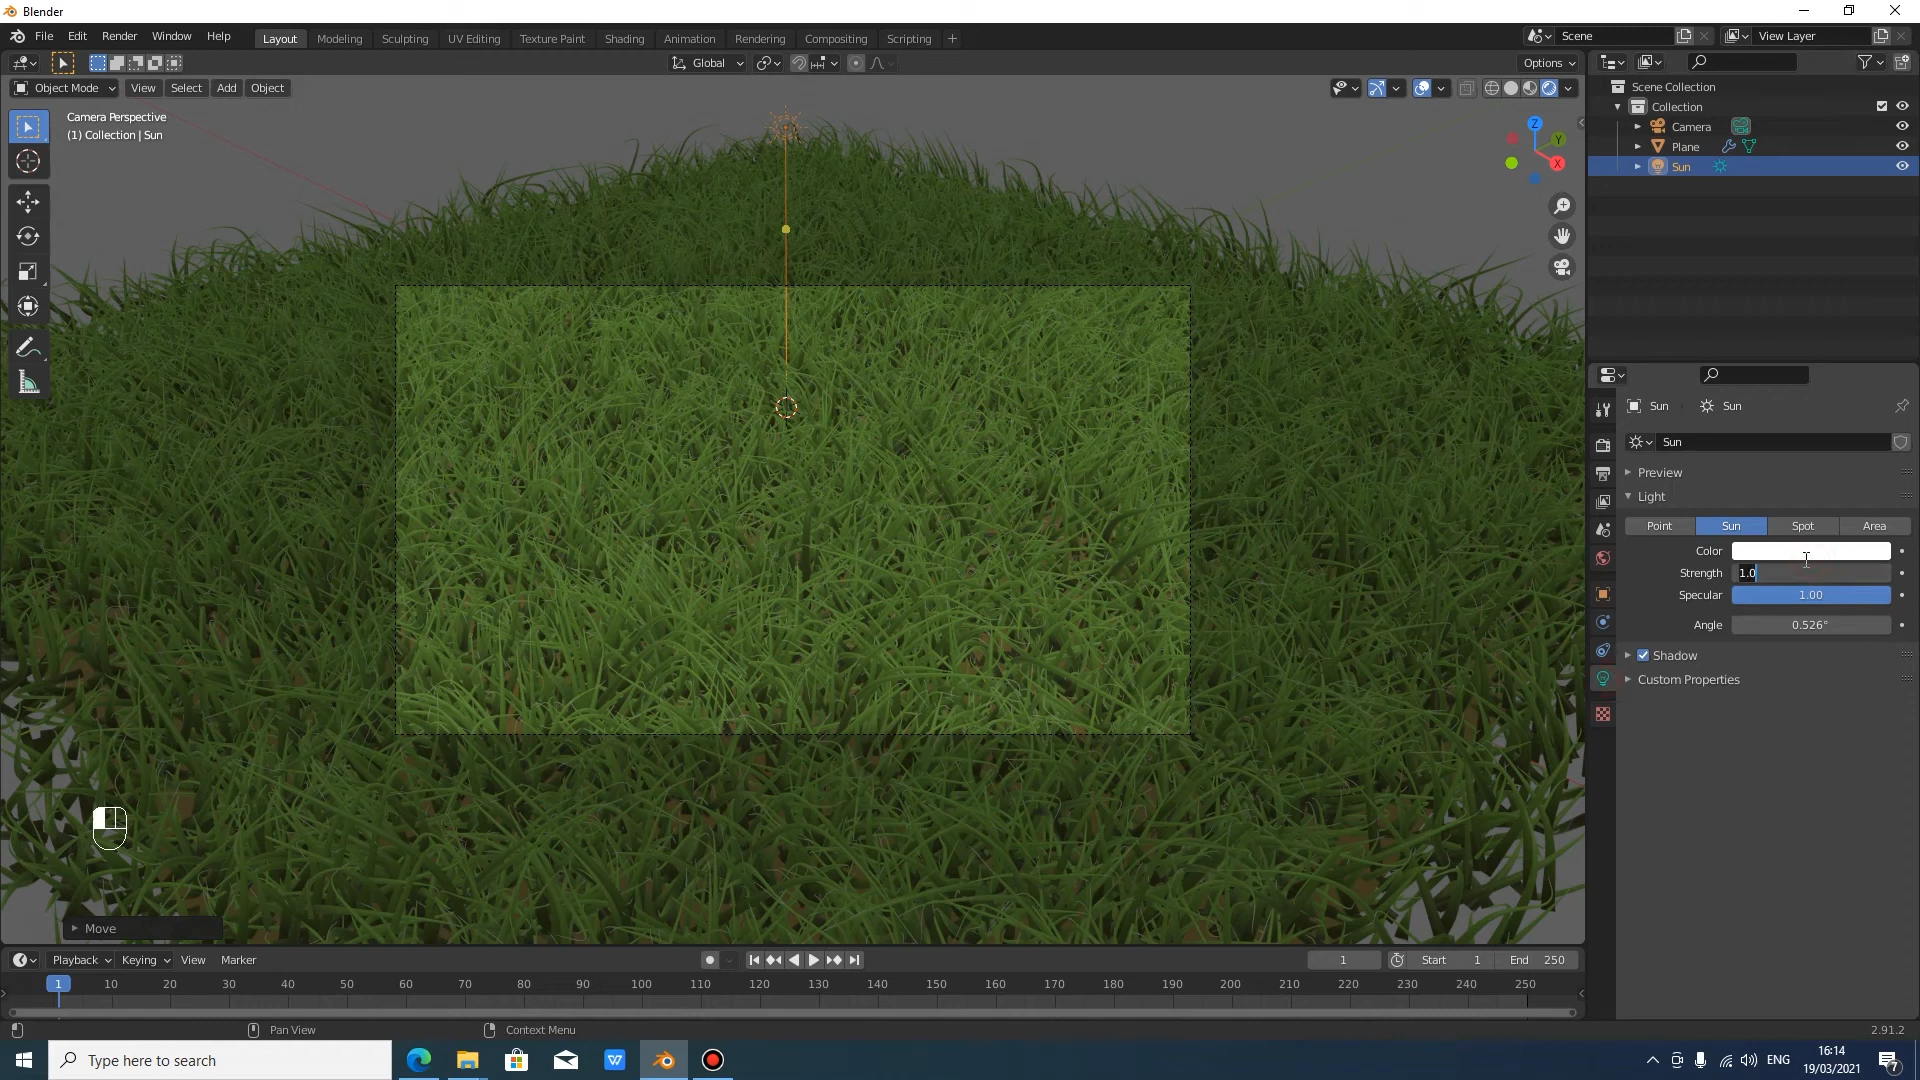 Blender
File Edit Render Window Help
Layout Modeling Sculpting UV Editing Texture Paint Shading Animation Rendering Compositing Scripting +
Scene
View Layer
Global
Options
Object Mode View Select Add Object
Camera Perspective
(1) Collection | Sun
Z
Y
X
Scene Collection
Collection
Camera
Plane
Sun
Sun Sun
Sun
Preview
Light
Point Sun Spot Area
Color
Strength 1.0
Specular 1.00
Angle 0.526°
Shadow
Custom Properties
Move
Playback Keying View Marker
1 Start 1 End 250
1 10 20 30 40 50 60 70 80 90 100 110 120 130 140 150 160 170 180 190 200 210 220 230 240 250
Pan View Context Menu 2.91.2
Type here to search
ENG
16:14
19/03/2021
7